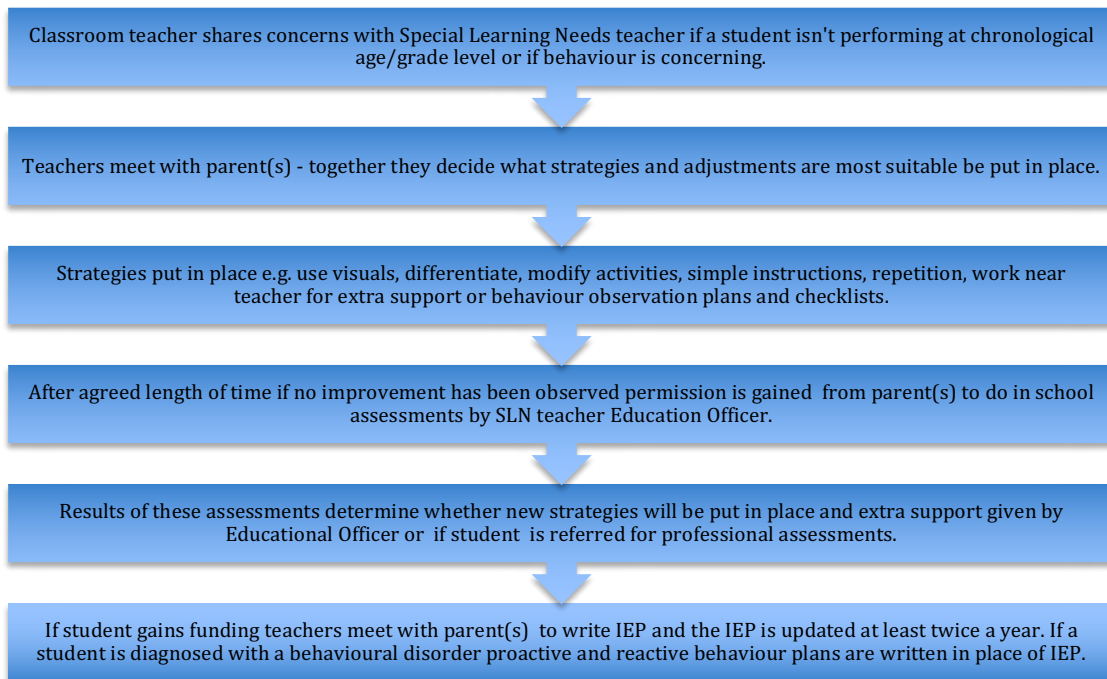 Classroom teacher shares concerns with Special Learning Needs teacher if a student isn't performing at chronological
age/grade level or if behaviour is concerning.
Teachers meet with parent(s) - together they decide what strategies and adjustments are most suitable be put in place.
Strategies put in place e.g. use visuals, differentiate, modify activities, simple instructions, repetition, work near
teacher for extra support or behaviour observation plans and checklists.
After agreed length of time if no improvement has been observed permission is gained from parent(s) to do in school
assessments by SLN teacher Education Officer.
Results of these assessments determine whether new strategies will be put in place and extra support given by
Educational Officer or if student is referred for professional assessments.
If student gains funding teachers meet with parent(s) to write IEP and the IEP is updated at least twice a year. If a
student is diagnosed with a behavioural disorder proactive and reactive behaviour plans are written in place of IEP.